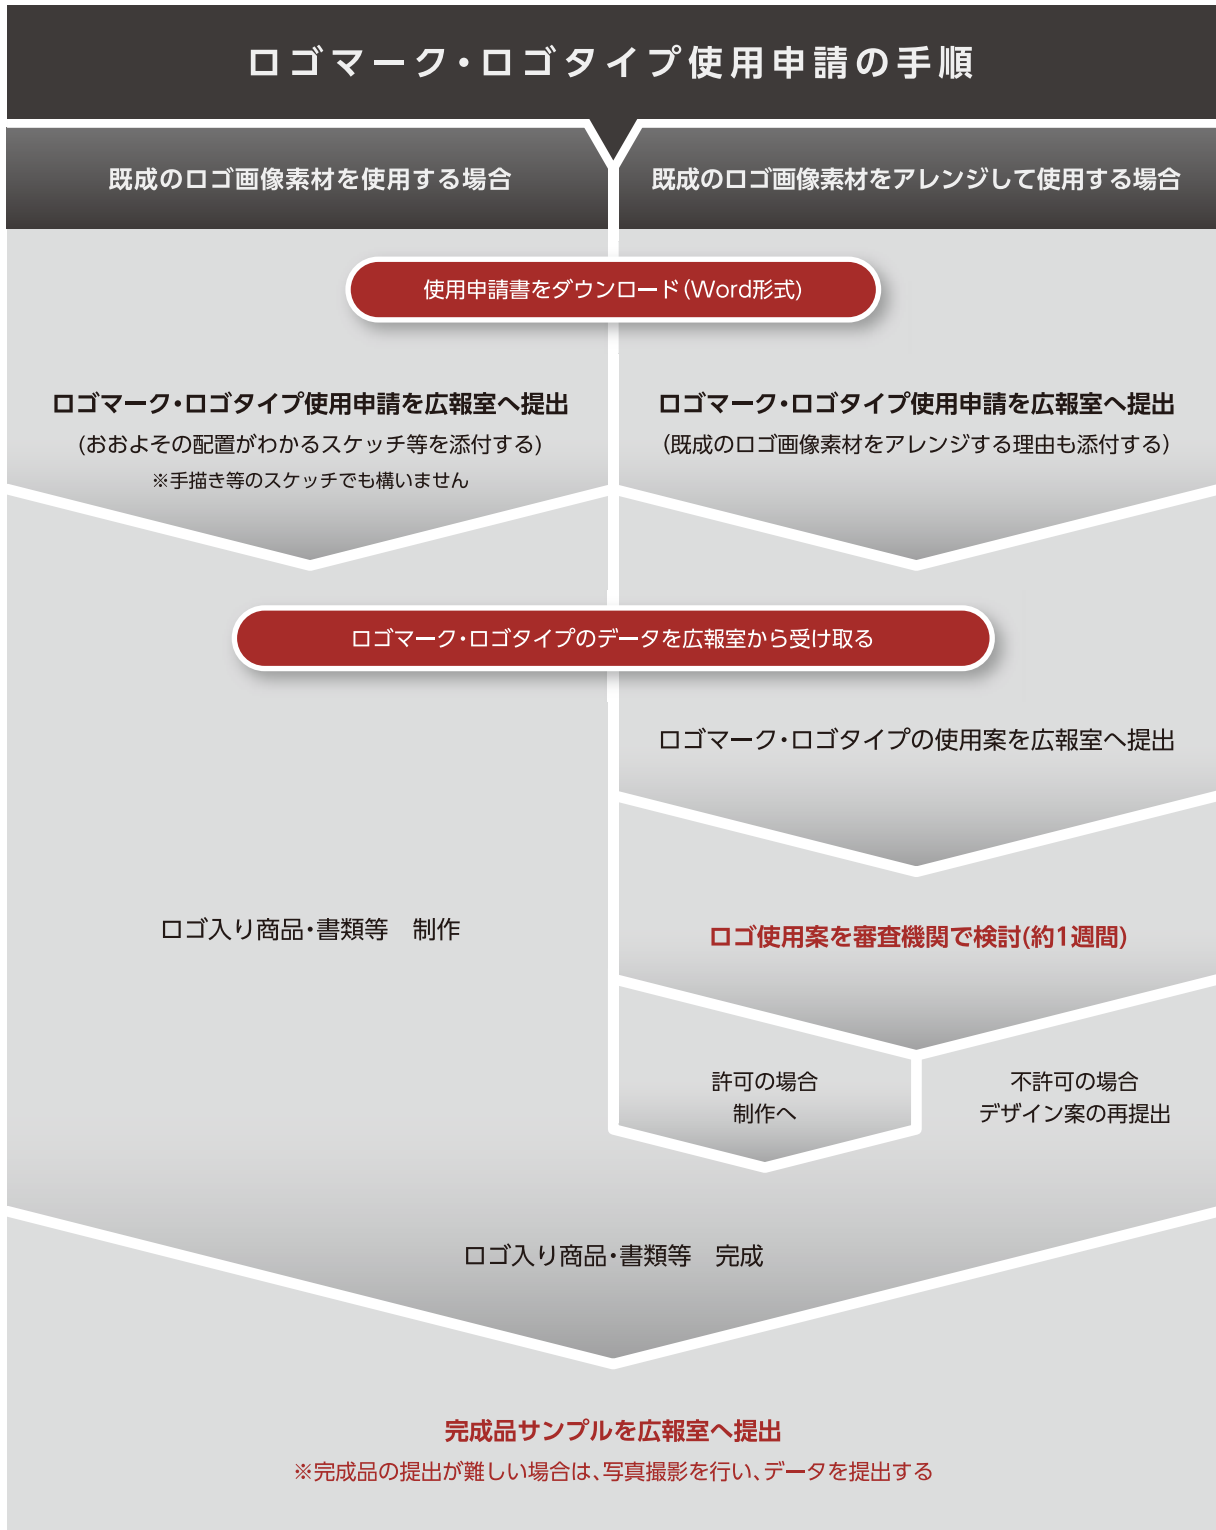 ロゴマーク・ロゴタイプ使用申請の手順
既成のロゴ画像素材を使用する場合
既成のロゴ画像素材をアレンジして使用する場合
使用申請書をダウンロード(Word形式)
ロゴマーク・ロゴタイプ使用申請を広報室へ提出
(おおよその配置がわかるスケッチ等を添付する)
※手描き等のスケッチでも構いません
ロゴマーク・ロゴタイプ使用申請を広報室へ提出
(既成のロゴ画像素材をアレンジする理由も添付する)
ロゴマーク・ロゴタイプのデータを広報室から受け取る
ロゴマーク・ロゴタイプの使用案を広報室へ提出
ロゴ入り商品・書類等　制作
ロゴ使用案を審査機関で検討(約1週間)
許可の場合
制作へ
不許可の場合
デザイン案の再提出
ロゴ入り商品・書類等　完成
完成品サンプルを広報室へ提出
※完成品の提出が難しい場合は、写真撮影を行い、データを提出する